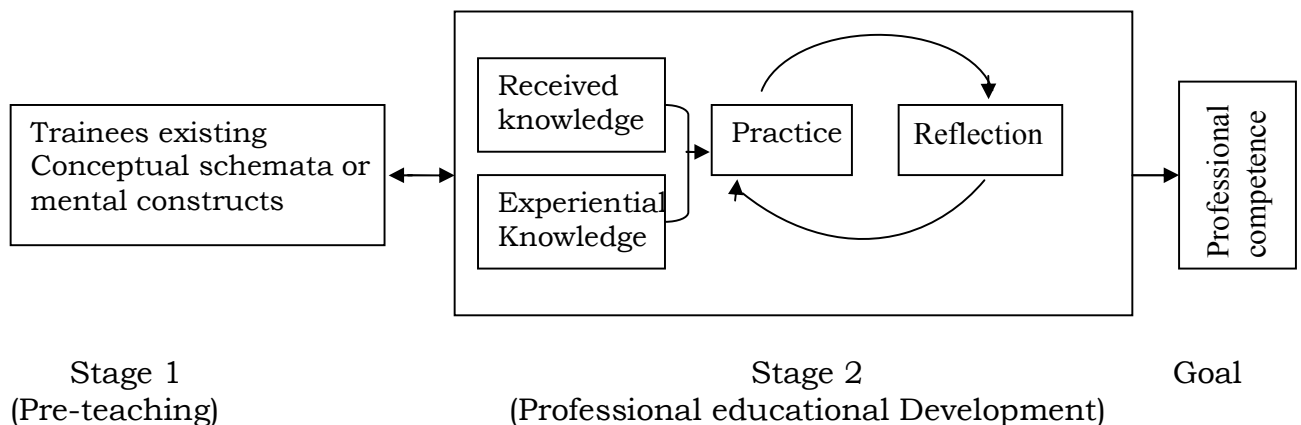 Trainees existing
Conceptual schemata or
mental constructs
Received
knowledge
Experiential
Knowledge
Practice
Reflection
Professional
competence
Stage 1
(Pre-teaching)
Stage 2
(Professional educational Development)
Goal